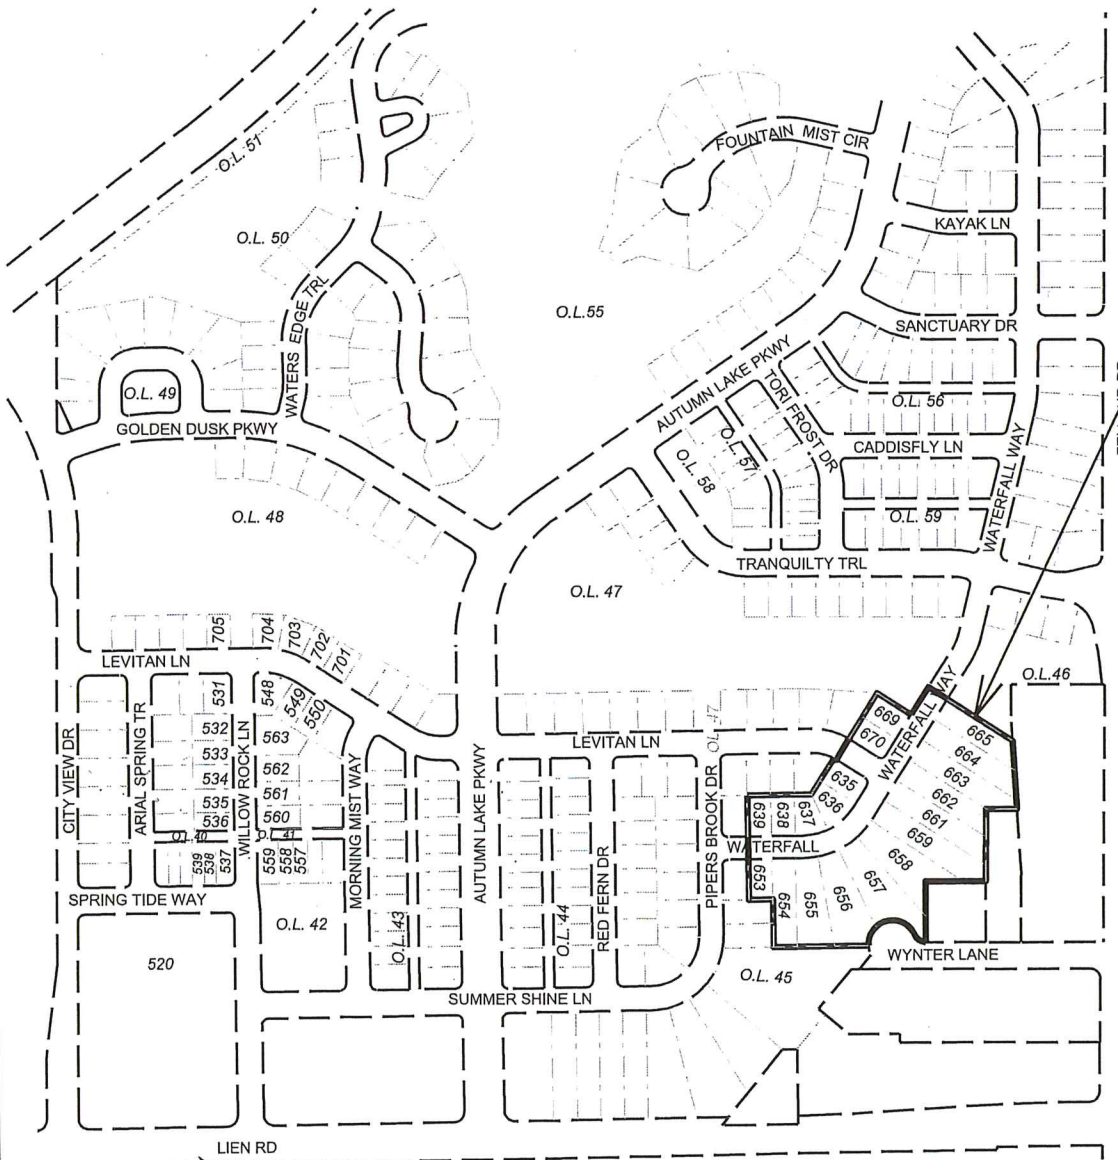 O.L. 51
FOUNTAIN MIST CIR
O.L. 50
KAYAK LN
WATERS EDGE TRL
O.L.55
SANCTUARY DR
O.L. 49
AUTUMN LAKE PKWY
TORI FROST DR
O.L. 56
GOLDEN DUSK PKWY
O.L. 57
CADDISFLY LN
O.L. 58
WATERFALL WAY
O.L. 48
O.L. 59
TRANQUILTY TRL
O.L. 47
705
704
703
702
701
LEVITAN LN
O.L.46
531
548
549
550
669
670
WATERFALL WAY
665
532
563
O.L. 47
LEVITAN LN
664
533
562
663
534
561
635
662
535
560
636
661
536
639
638
637
659
CITY VIEW DR
ARIAL SPRING TR
WILLOW ROCK LN
MORNING MIST WAY
AUTUMN LAKE PKWY
PIPERS BROOK DR
O.L. 40
O.L. 41
WATERFALL
658
539
538
537
559
558
557
653
657
SPRING TIDE WAY
654
655
656
O.L. 42
O.L. 43
O.L. 44
RED FERN DR
520
WYNTER LANE
O.L. 45
SUMMER SHINE LN
LIEN RD